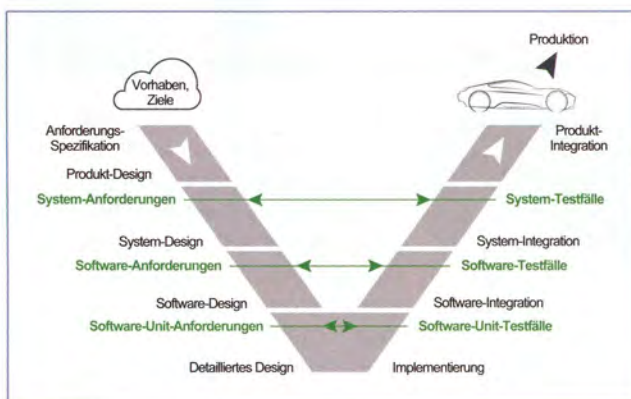 Produktion
Vorhaben,
Ziele
Anforderungs-
Spezifikation
Produkt-
Integration
Produkt-Design
System-Anforderungen
System-Testfälle
System-Design
System-Integration
Software-Anforderungen
Software-Testfälle
Software-Design
Software-Integration
Software-Unit-Anforderungen
Software-Unit-Testfälle
Detailliertes Design
Implementierung